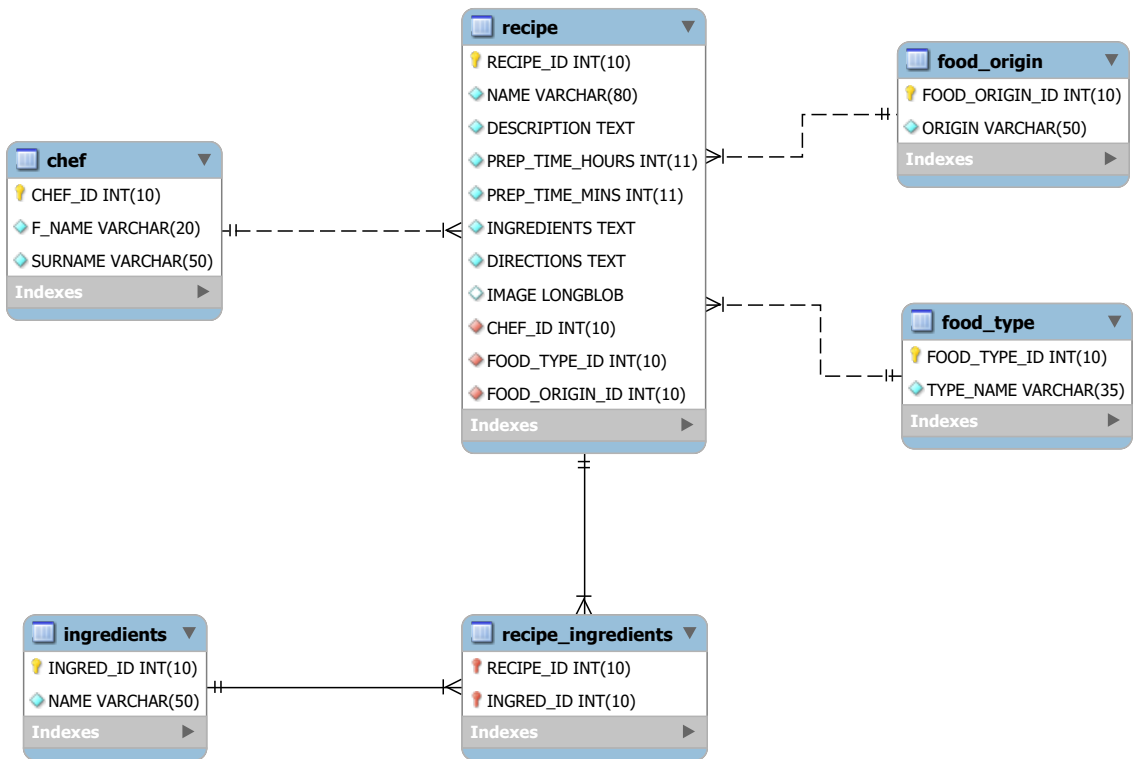 recipe
RECIPE_ID INT(10)
NAME VARCHAR(80)
DESCRIPTION TEXT
PREP_TIME_HOURS INT(11)
PREP_TIME_MINS INT(11)
INGREDIENTS TEXT
DIRECTIONS TEXT
IMAGE LONGBLOB
CHEF_ID INT(10)
FOOD_TYPE_ID INT(10)
FOOD_ORIGIN_ID INT(10)
Indexes
food_origin
FOOD_ORIGIN_ID INT(10)
ORIGIN VARCHAR(50)
Indexes
chef
CHEF_ID INT(10)
F_NAME VARCHAR(20)
SURNAME VARCHAR(50)
Indexes
food_type
FOOD_TYPE_ID INT(10)
TYPE_NAME VARCHAR(35)
Indexes
ingredients
INGRED_ID INT(10)
NAME VARCHAR(50)
Indexes
recipe_ingredients
RECIPE_ID INT(10)
INGRED_ID INT(10)
Indexes